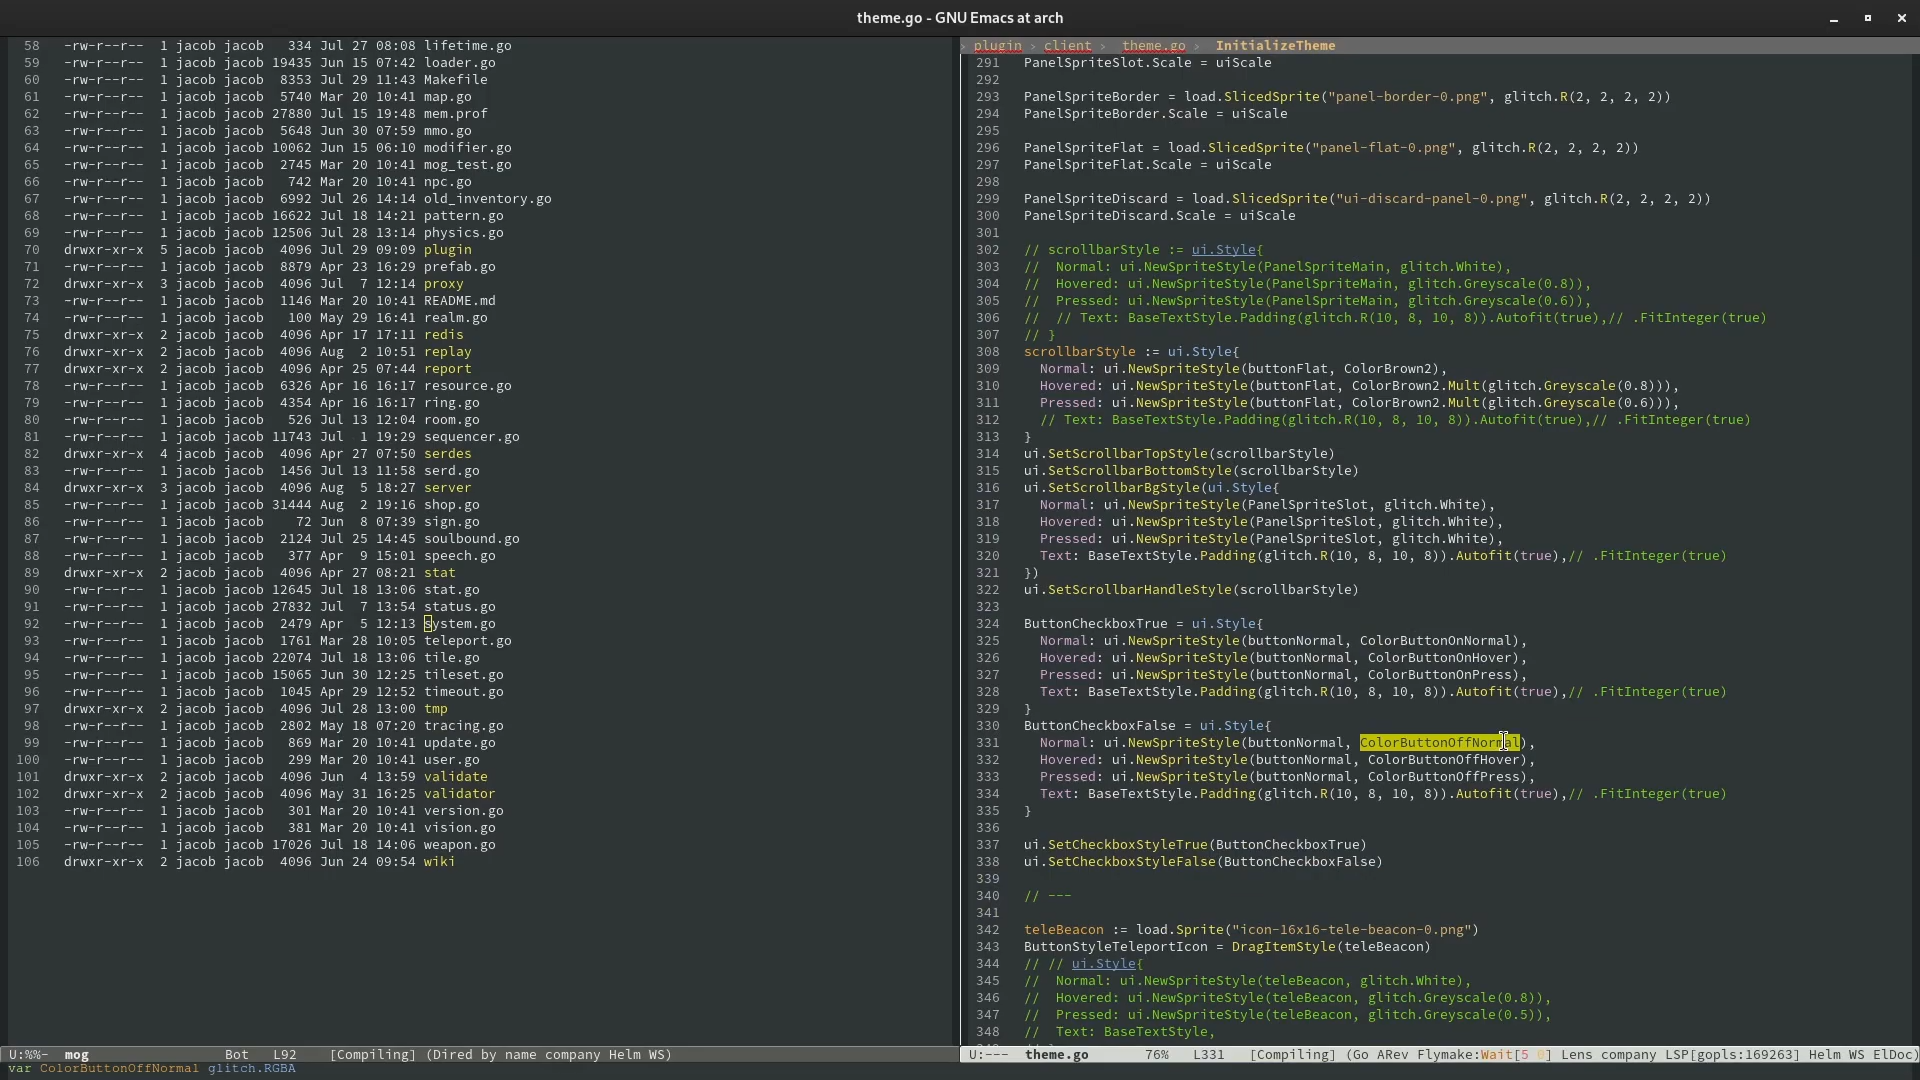 theme.go - GNU Emacs at arch
58 -rw-r--r-- 1 jacob jacob 334 Jul 27 08:08 lifetime.go
59 -rw-r--r-- 1 jacob jacob 19435 Jun 15 07:42 loader.go
60 -rw-r--r-- 1 jacob jacob 8353 Jul 29 11:43 Makefile
61 -rw-r--r-- 1 jacob jacob 5740 Mar 20 10:41 map.go
62 -rw-r--r-- 1 jacob jacob 27880 Jul 15 19:48 mem.prof
63 -rw-r--r-- 1 jacob jacob 5648 Jun 30 07:59 mmo.go
64 -rw-r--r-- 1 jacob jacob 10062 Jun 15 06:10 modifier.go
65 -rw-r--r-- 1 jacob jacob 2745 Mar 20 10:41 mog_test.go
66 -rw-r--r-- 1 jacob jacob 742 Mar 20 10:41 npc.go
67 -rw-r--r-- 1 jacob jacob 6992 Jul 26 14:14 old_inventory.go
68 -rw-r--r-- 1 jacob jacob 16622 Jul 18 14:21 pattern.go
69 -rw-r--r-- 1 jacob jacob 12506 Jul 28 13:14 physics.go
70 drwxr-xr-x 5 jacob jacob 4096 Jul 29 09:09 plugin
71 -rw-r--r-- 1 jacob jacob 8879 Apr 23 16:29 prefab.go
72 drwxr-xr-x 3 jacob jacob 4096 Jul 7 12:14 proxy
73 -rw-r--r-- 1 jacob jacob 1146 Mar 20 10:41 README.md
74 -rw-r--r-- 1 jacob jacob 100 May 29 16:41 realm.go
75 drwxr-xr-x 2 jacob jacob 4096 Apr 17 17:11 redis
76 drwxr-xr-x 2 jacob jacob 4096 Aug 2 10:51 replay
77 drwxr-xr-x 2 jacob jacob 4096 Apr 25 07:44 report
78 -rw-r--r-- 1 jacob jacob 6326 Apr 16 16:17 resource.go
79 -rw-r--r-- 1 jacob jacob 4354 Apr 16 16:17 ring.go
80 -rw-r--r-- 1 jacob jacob 526 Jul 13 12:04 room.go
81 -rw-r--r-- 1 jacob jacob 11743 Jul 1 19:29 sequencer.go
82 drwxr-xr-x 4 jacob jacob 4096 Apr 27 07:50 serdes
83 -rw-r--r-- 1 jacob jacob 1456 Jul 13 11:58 serd.go
84 drwxr-xr-x 3 jacob jacob 4096 Aug 5 18:27 server
85 -rw-r--r-- 1 jacob jacob 31444 Aug 2 19:16 shop.go
86 -rw-r--r-- 1 jacob jacob 72 Jun 8 07:39 sign.go
87 -rw-r--r-- 1 jacob jacob 2124 Jul 25 14:45 soulbound.go
88 -rw-r--r-- 1 jacob jacob 377 Apr 9 15:01 speech.go
89 drwxr-xr-x 2 jacob jacob 4096 Apr 27 08:21 stat
90 -rw-r--r-- 1 jacob jacob 12645 Jul 18 13:06 stat.go
91 -rw-r--r-- 1 jacob jacob 27832 Jul 7 13:54 status.go
92 -rw-r--r-- 1 jacob jacob 2479 Apr 5 12:13 system.go
93 -rw-r--r-- 1 jacob jacob 1761 Mar 28 10:05 teleport.go
94 -rw-r--r-- 1 jacob jacob 22074 Jul 18 13:06 tile.go
95 -rw-r--r-- 1 jacob jacob 15065 Jun 30 12:25 tileset.go
96 -rw-r--r-- 1 jacob jacob 1045 Apr 29 12:52 timeout.go
97 drwxr-xr-x 2 jacob jacob 4096 Jul 28 13:00 tmp
98 -rw-r--r-- 1 jacob jacob 2802 May 18 07:20 tracing.go
99 -rw-r--r-- 1 jacob jacob 869 Mar 20 10:41 update.go
100 -rw-r--r-- 1 jacob jacob 299 Mar 20 10:41 user.go
101 drwxr-xr-x 2 jacob jacob 4096 Jun 4 13:59 validate
102 drwxr-xr-x 2 jacob jacob 4096 May 31 16:25 validator
103 -rw-r--r-- 1 jacob jacob 301 Mar 20 10:41 version.go
104 -rw-r--r-- 1 jacob jacob 381 Mar 20 10:41 vision.go
105 -rw-r--r-- 1 jacob jacob 17026 Jul 18 14:06 weapon.go
106 drwxr-xr-x 2 jacob jacob 4096 Jun 24 09:54 wiki
U:%%- mog Bot L92 [Compiling] (Dired by name company Helm WS)
› plugin › client › theme.go › InitializeTheme
291 PanelSpriteSlot.Scale = uiScale
292
293 PanelSpriteBorder = load.SlicedSprite("panel-border-0.png", glitch.R(2, 2, 2, 2))
294 PanelSpriteBorder.Scale = uiScale
295
296 PanelSpriteFlat = load.SlicedSprite("panel-flat-0.png", glitch.R(2, 2, 2, 2))
297 PanelSpriteFlat.Scale = uiScale
298
299 PanelSpriteDiscard = load.SlicedSprite("ui-discard-panel-0.png", glitch.R(2, 2, 2, 2))
300 PanelSpriteDiscard.Scale = uiScale
301
302 // scrollbarStyle := ui.Style{
303 // Normal: ui.NewSpriteStyle(PanelSpriteMain, glitch.White),
304 // Hovered: ui.NewSpriteStyle(PanelSpriteMain, glitch.Greyscale(0.8)),
305 // Pressed: ui.NewSpriteStyle(PanelSpriteMain, glitch.Greyscale(0.6)),
306 // // Text: BaseTextStyle.Padding(glitch.R(10, 8, 10, 8)).Autofit(true),// .FitInteger(true)
307 // }
308 scrollbarStyle := ui.Style{
309 Normal: ui.NewSpriteStyle(buttonFlat, ColorBrown2),
310 Hovered: ui.NewSpriteStyle(buttonFlat, ColorBrown2.Mult(glitch.Greyscale(0.8))),
311 Pressed: ui.NewSpriteStyle(buttonFlat, ColorBrown2.Mult(glitch.Greyscale(0.6))),
312 // Text: BaseTextStyle.Padding(glitch.R(10, 8, 10, 8)).Autofit(true),// .FitInteger(true)
313 }
314 ui.SetScrollbarTopStyle(scrollbarStyle)
315 ui.SetScrollbarBottomStyle(scrollbarStyle)
316 ui.SetScrollbarBgStyle(ui.Style{
317 Normal: ui.NewSpriteStyle(PanelSpriteSlot, glitch.White),
318 Hovered: ui.NewSpriteStyle(PanelSpriteSlot, glitch.White),
319 Pressed: ui.NewSpriteStyle(PanelSpriteSlot, glitch.White),
320 Text: BaseTextStyle.Padding(glitch.R(10, 8, 10, 8)).Autofit(true),// .FitInteger(true)
321 })
322 ui.SetScrollbarHandleStyle(scrollbarStyle)
323
324 ButtonCheckboxTrue = ui.Style{
325 Normal: ui.NewSpriteStyle(buttonNormal, ColorButtonOnNormal),
326 Hovered: ui.NewSpriteStyle(buttonNormal, ColorButtonOnHover),
327 Pressed: ui.NewSpriteStyle(buttonNormal, ColorButtonOnPress),
328 Text: BaseTextStyle.Padding(glitch.R(10, 8, 10, 8)).Autofit(true),// .FitInteger(true)
329 }
330 ButtonCheckboxFalse = ui.Style{
331 Normal: ui.NewSpriteStyle(buttonNormal, ColorButtonOffNormal),
332 Hovered: ui.NewSpriteStyle(buttonNormal, ColorButtonOffHover),
333 Pressed: ui.NewSpriteStyle(buttonNormal, ColorButtonOffPress),
334 Text: BaseTextStyle.Padding(glitch.R(10, 8, 10, 8)).Autofit(true),// .FitInteger(true)
335 }
336
337 ui.SetCheckboxStyleTrue(ButtonCheckboxTrue)
338 ui.SetCheckboxStyleFalse(ButtonCheckboxFalse)
339
340 // ---
341
342 teleBeacon := load.Sprite("icon-16x16-tele-beacon-0.png")
343 ButtonStyleTeleportIcon = DragItemStyle(teleBeacon)
344 // // ui.Style{
345 // Normal: ui.NewSpriteStyle(teleBeacon, glitch.White),
346 // Hovered: ui.NewSpriteStyle(teleBeacon, glitch.Greyscale(0.8)),
347 // Pressed: ui.NewSpriteStyle(teleBeacon, glitch.Greyscale(0.5)),
348 // Text: BaseTextStyle,
U:--- theme.go 76% L331 [Compiling] (Go ARev Flymake:Wait[5 0] Lens company LSP[gopls:169263] Helm WS ElDoc)
var ColorButtonOffNormal glitch.RGBA